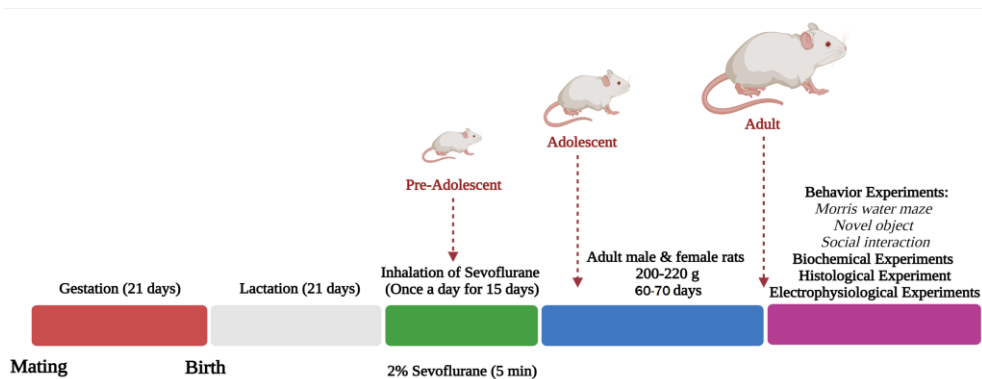 Pre-Adolescent
Adolescent
Adult
Gestation (21 days)
Lactation (21 days)
Inhalation of Sevoflurane
(Once a day for 15 days)
Adult male & female rats
200-220 g
60-70 days
Behavior Experiments:
Morris water maze
Novel object
Social interaction
Biochemical Experiments
Histological Experiment
Electrophysiological Experiments
Mating
Birth
2% Sevoflurane (5 min)